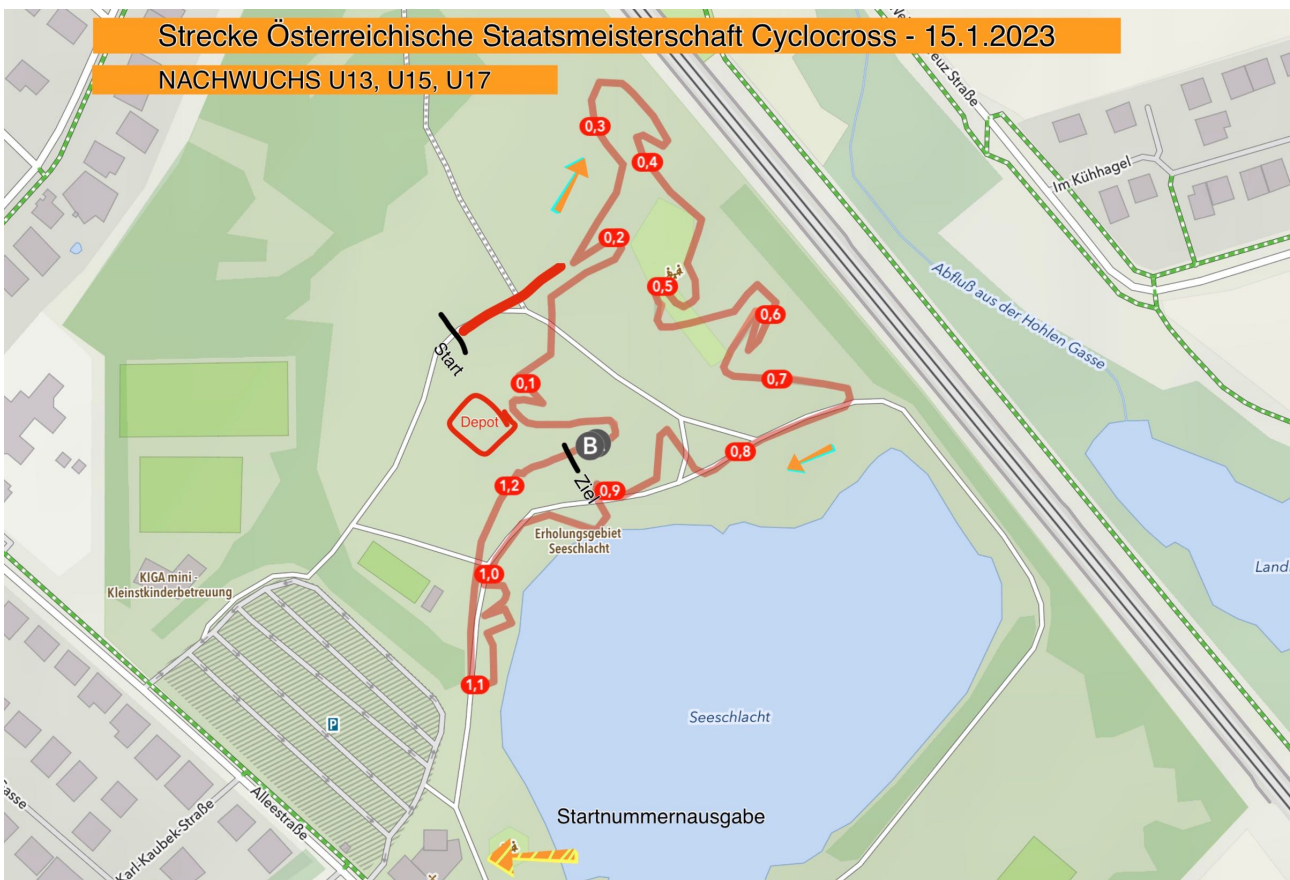 Strecke Österreichische Staatsmeisterschaft Cyclocross - 15.1.2023
NACHWUCHS U13, U15, U17
Straße
Im Kühhagel
Abfluß aus der Hohlen Gasse
0,3
0,4
0,2
0,5
0,6
Start
0,1
0,7
Depot
B
0,8
Ziel
1,2
0,9
Erholungsgebiet
Seeschlacht
1,0
KIGA mini -
Kleinstkinderbetreuung
Land
1,1
P
Seeschlacht
Startnummernausgabe
Alleestraße
Karl-Kaubek-Straße
asse